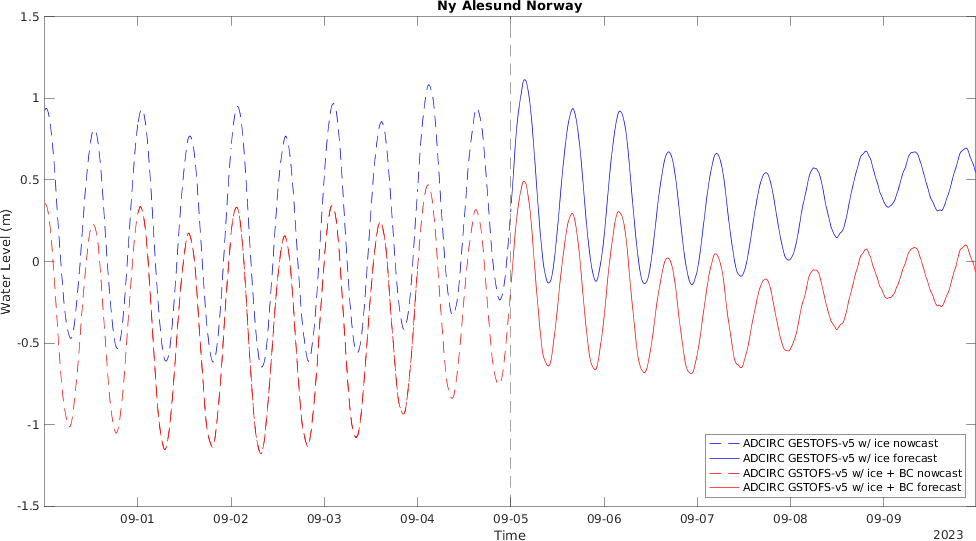 Ny Alesund Norway
1.5
1
0.5
0
-0.5
-1
-1.5
Water Level (m)
ADCIRC GESTOFS-v5 w/ ice nowcast
ADCIRC GESTOFS-v5 w/ ice forecast
ADCIRC GSTOFS-v5 w/ ice + BC nowcast
ADCIRC GSTOFS-v5 w/ ice + BC forecast
09-01 09-02 09-03 09-04 09-05 09-06 09-07 09-08 09-09
Time
2023